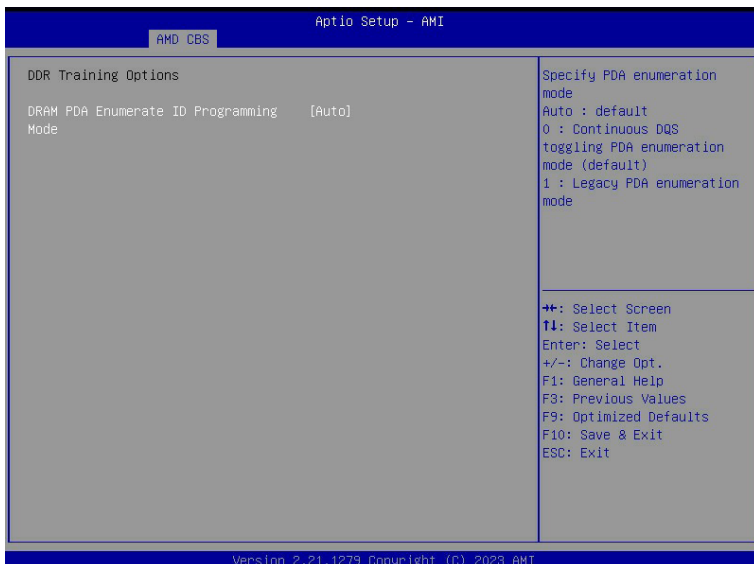 Aptio Setup – AMI
AMD CBS
DDR Training Options
DRAM PDA Enumerate ID Programming [Auto]
Mode
Specify PDA enumeration
mode
Auto : default
0 : Continuous DQS
toggling PDA enumeration
mode (default)
1 : Legacy PDA enumeration
mode
→←: Select Screen
↑↓: Select Item
Enter: Select
+/-: Change Opt.
F1: General Help
F3: Previous Values
F9: Optimized Defaults
F10: Save & Exit
ESC: Exit
Version 2.21.1279 Copyright (C) 2023 AMI